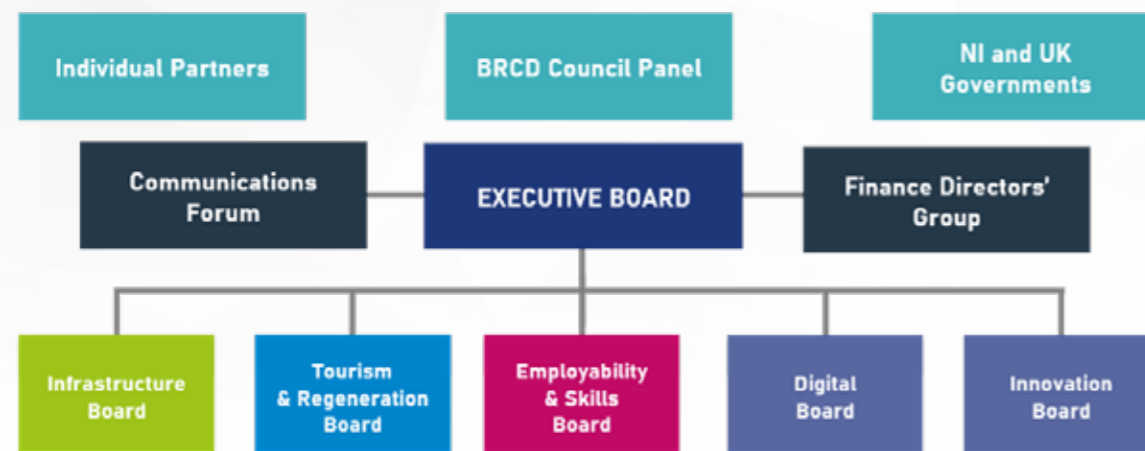 Individual Partners
BRCD Council Panel
NI and UK
Governments
Communications
Forum
EXECUTIVE BOARD
Finance Directors'
Group
Infrastructure
Board
Tourism
& Regeneration
Board
Employability
& Skills
Board
Digital
Board
Innovation
Board